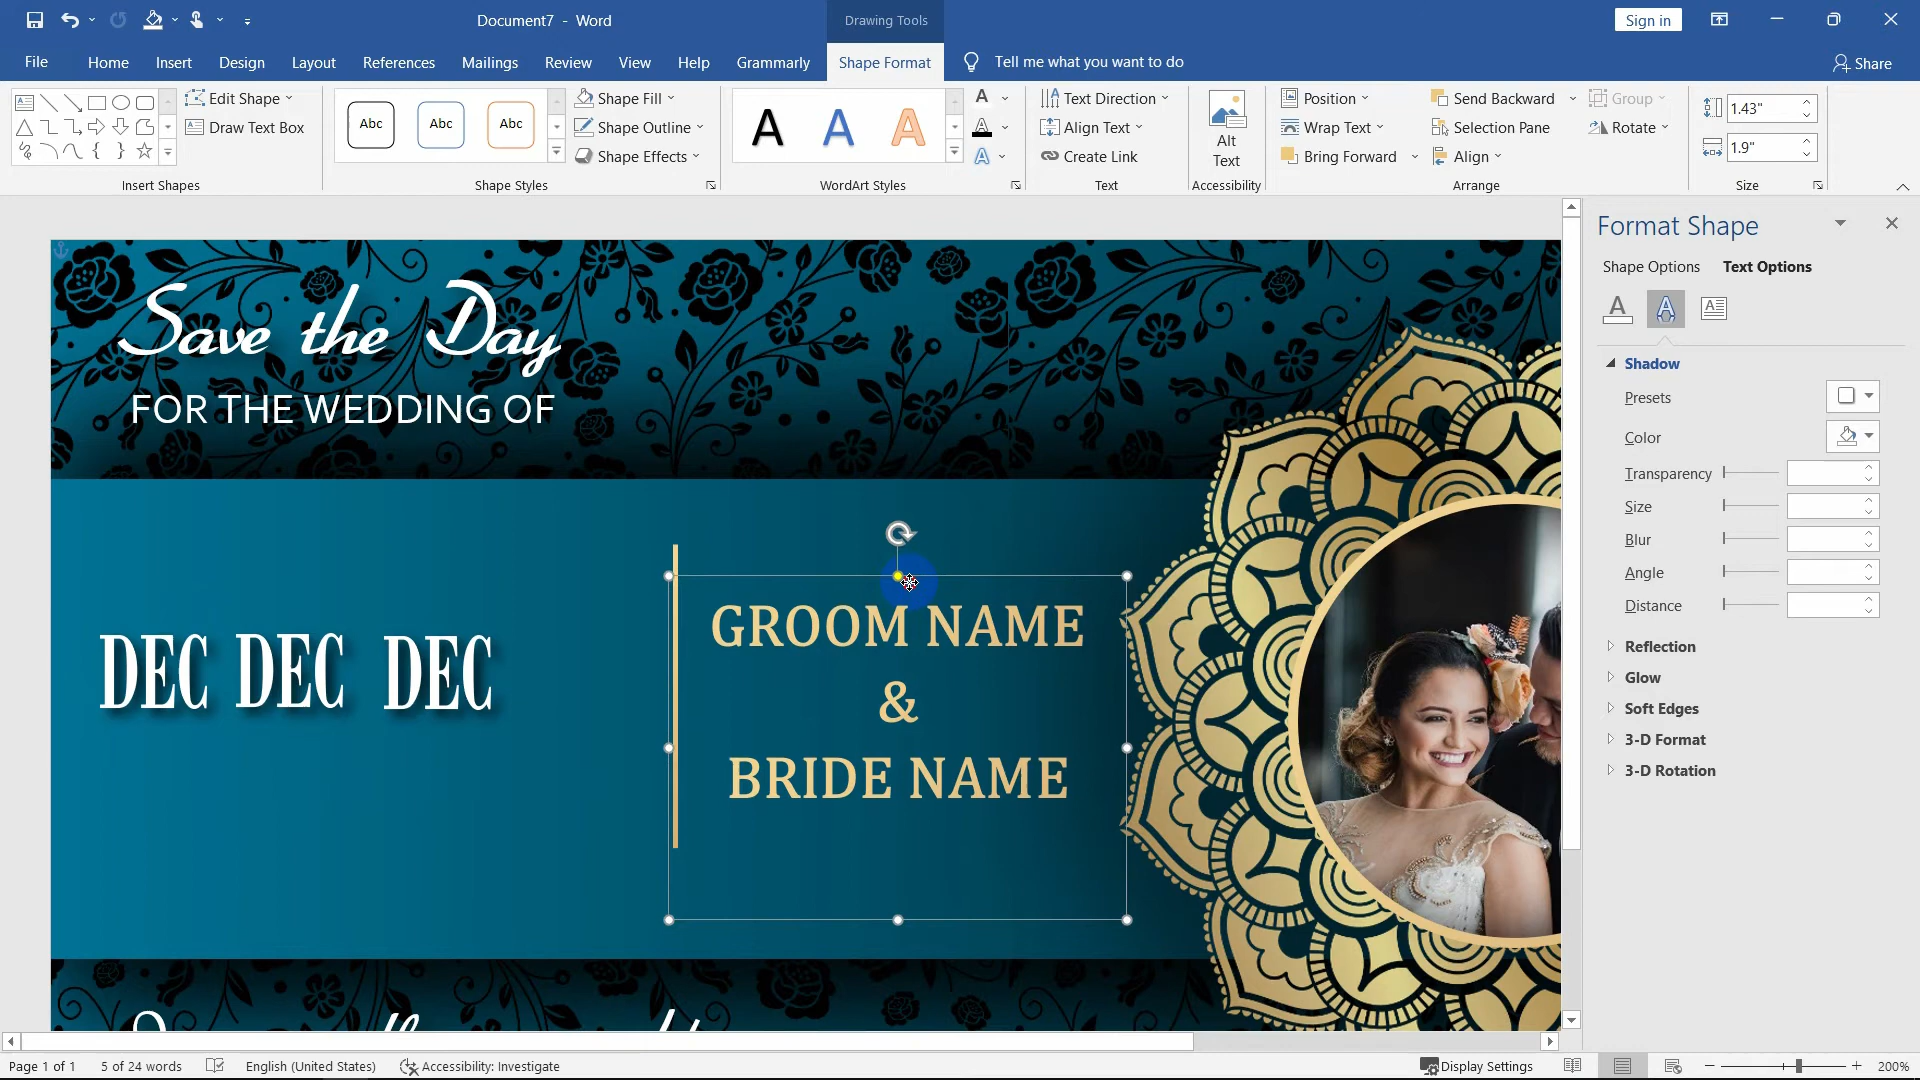 Document7 - Word
Drawing Tools
Sign in
File
Home
Insert
Design
Layout
References
Mailings
Review
View
Help
Grammarly
Shape Format
Tell me what you want to do
Share
Edit Shape
Draw Text Box
Insert Shapes
Abc
Abc
Abc
Shape Fill
Shape Outline
Shape Effects
Shape Styles
A
A
A
A
A
A
WordArt Styles
Text Direction
Align Text
Create Link
Text
Alt
Text
Accessibility
Position
Wrap Text
Bring Forward
Send Backward
Selection Pane
Align
Group
Rotate
Arrange
1.43"
1.9"
Size
Save the Day
FOR THE WEDDING OF
DEC DEC DEC
GROOM NAME
&
BRIDE NAME
Format Shape
Shape Options
Text Options
Shadow
Presets
Color
Transparency
Size
Blur
Angle
Distance
Reflection
Glow
Soft Edges
3-D Format
3-D Rotation
Page 1 of 1
5 of 24 words
English (United States)
Accessibility: Investigate
Display Settings
200%